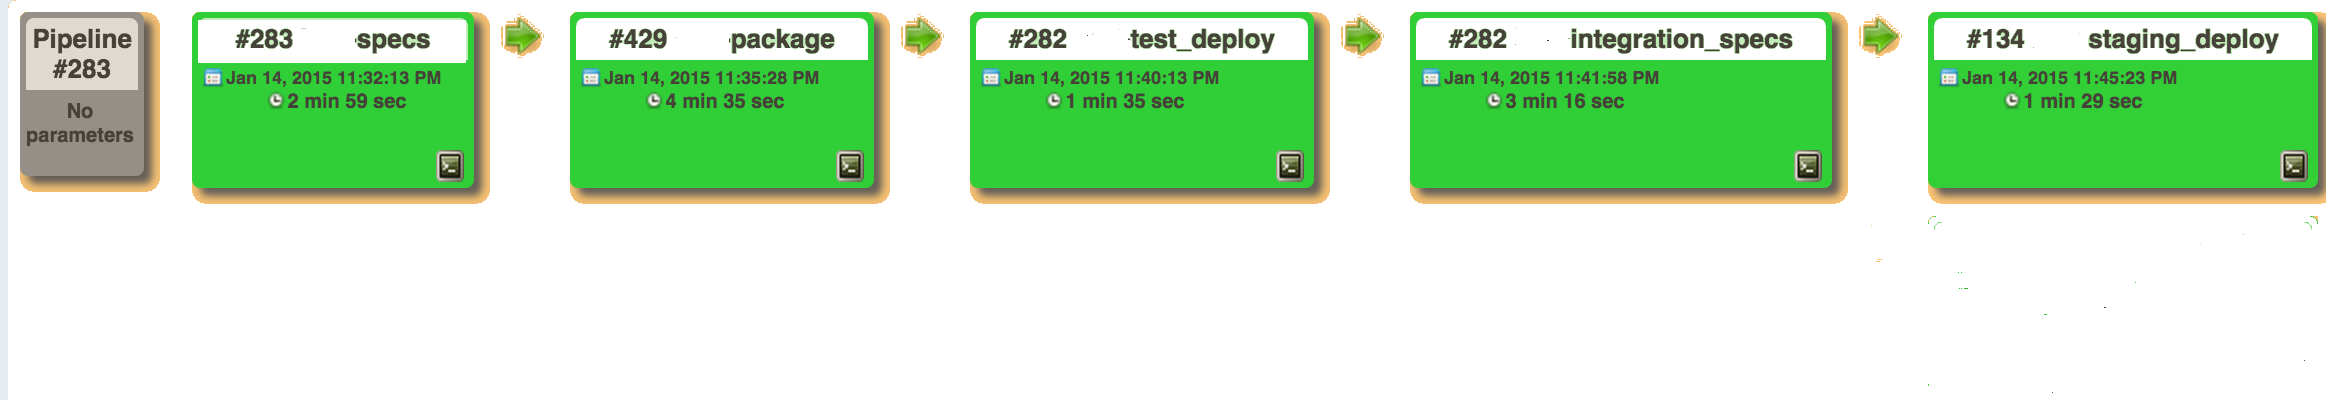 Pipeline
#283
No
parameters
#283 specs
Jan 14, 2015 11:32:13 PM
2 min 59 sec
#429 package
Jan 14, 2015 11:35:28 PM
4 min 35 sec
#282 test_deploy
Jan 14, 2015 11:40:13 PM
1 min 35 sec
#282 integration_specs
Jan 14, 2015 11:41:58 PM
3 min 16 sec
#134 staging_deploy
Jan 14, 2015 11:45:23 PM
1 min 29 sec